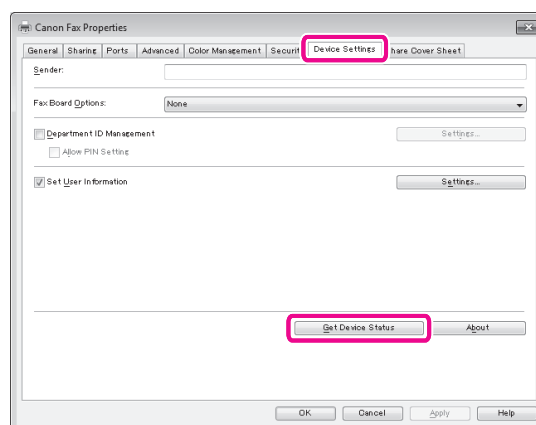 Canon Fax Properties
General Sharing Ports Advanced Color Management Securit Device Settings hare Cover Sheet
Sender:
Fax Board Options: None
Department ID Management Settings...
Allow PIN Setting
Set User Information Settings...
Get Device Status About
OK Cancel Apply Help